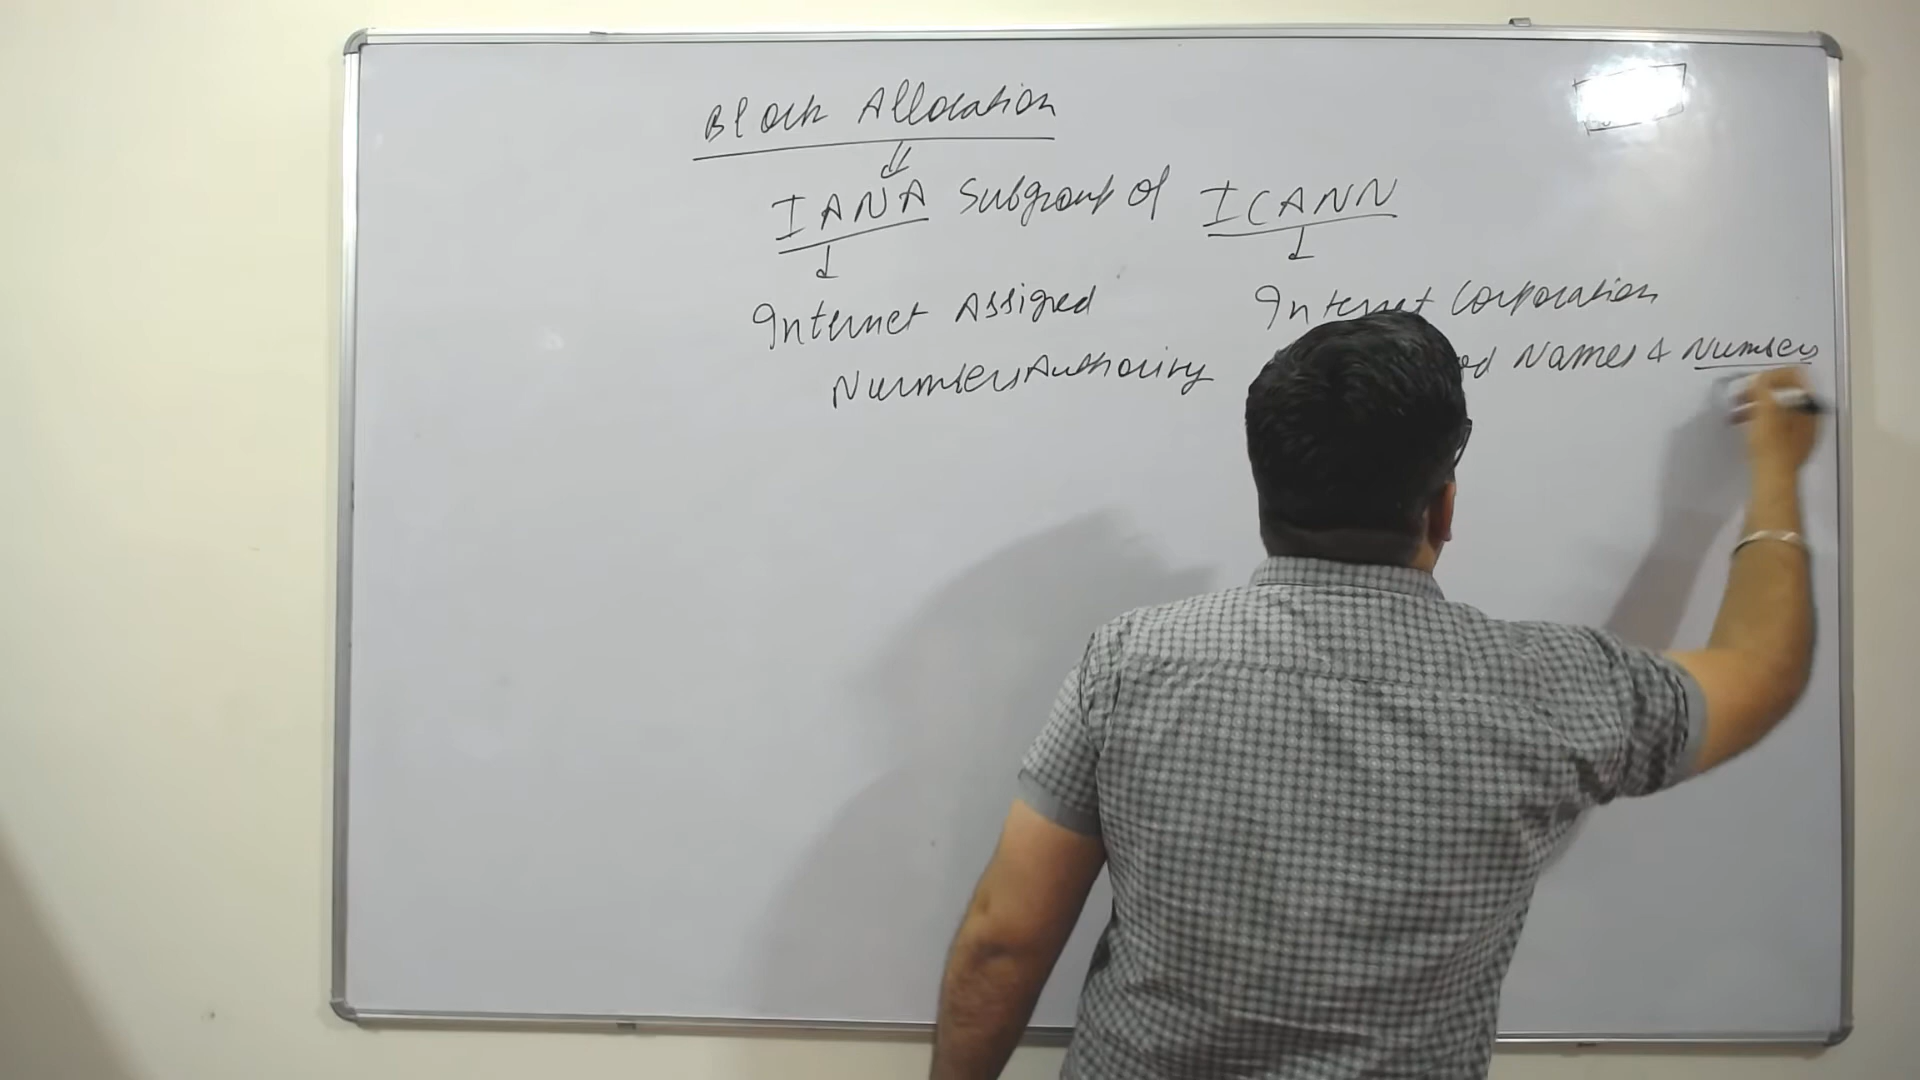 Block Allocation
IANA Subgroup of ICANN
Internet Assigned
Numbers Authority
Internet Corporation
Names & Numbers